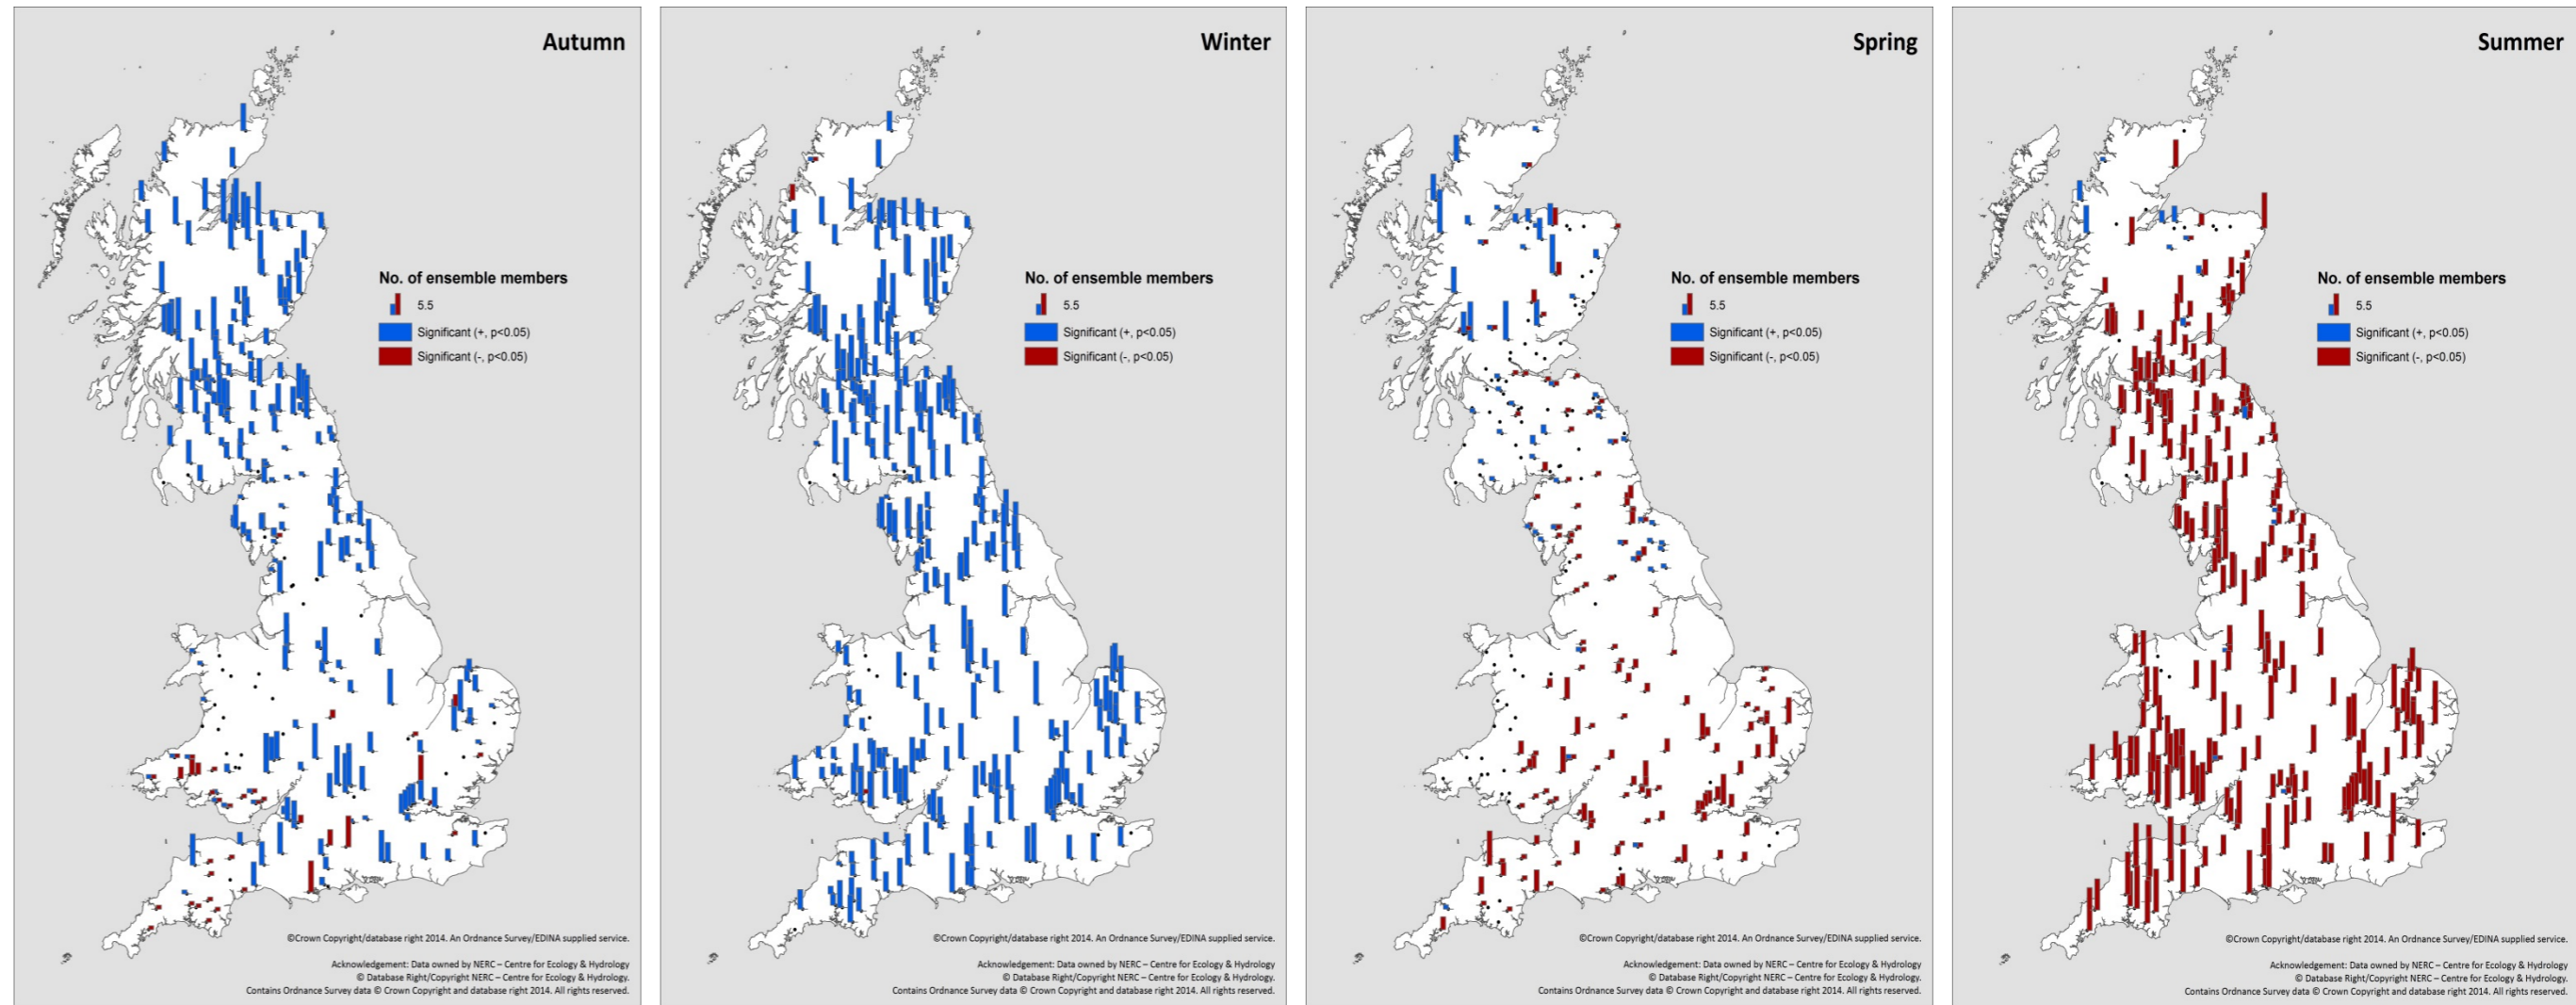 Autumn
No. of ensemble members
5.5
Significant (+, p<0.05)
Significant (-, p<0.05)
©Crown Copyright/database right 2014. An Ordnance Survey/EDINA supplied service.
Acknowledgement: Data owned by NERC – Centre for Ecology & Hydrology
© Database Right/Copyright NERC – Centre for Ecology & Hydrology.
Contains Ordnance Survey data © Crown Copyright and database right 2014. All rights reserved.
Winter
No. of ensemble members
5.5
Significant (+, p<0.05)
Significant (-, p<0.05)
©Crown Copyright/database right 2014. An Ordnance Survey/EDINA supplied service.
Acknowledgement: Data owned by NERC – Centre for Ecology & Hydrology
© Database Right/Copyright NERC – Centre for Ecology & Hydrology.
Contains Ordnance Survey data © Crown Copyright and database right 2014. All rights reserved.
Spring
No. of ensemble members
5.5
Significant (+, p<0.05)
Significant (-, p<0.05)
©Crown Copyright/database right 2014. An Ordnance Survey/EDINA supplied service.
Acknowledgement: Data owned by NERC – Centre for Ecology & Hydrology
© Database Right/Copyright NERC – Centre for Ecology & Hydrology.
Contains Ordnance Survey data © Crown Copyright and database right 2014. All rights reserved.
Summer
No. of ensemble members
5.5
Significant (+, p<0.05)
Significant (-, p<0.05)
©Crown Copyright/database right 2014. An Ordnance Survey/EDINA supplied service.
Acknowledgement: Data owned by NERC – Centre for Ecology & Hydrology
© Database Right/Copyright NERC – Centre for Ecology & Hydrology.
Contains Ordnance Survey data © Crown Copyright and database right 2014. All rights reserved.